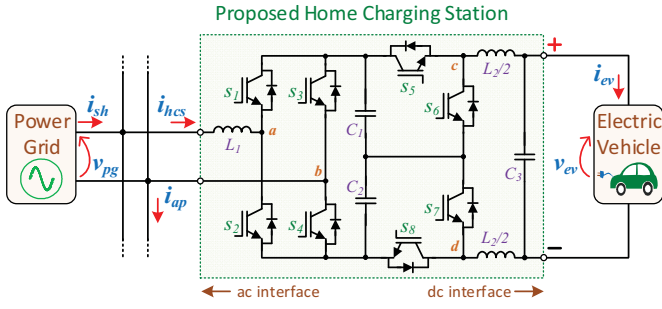 Proposed Home Charging Station
c
L2/2
+
s5
iev
ish
ihcs
s1
s3
s6
Power
Grid
a
C1
Electric
Vehicle
L1
C3
vpg
b
vev
C2
iap
s7
s2
s4
s8
d
L2/2
−
ac interface
dc interface